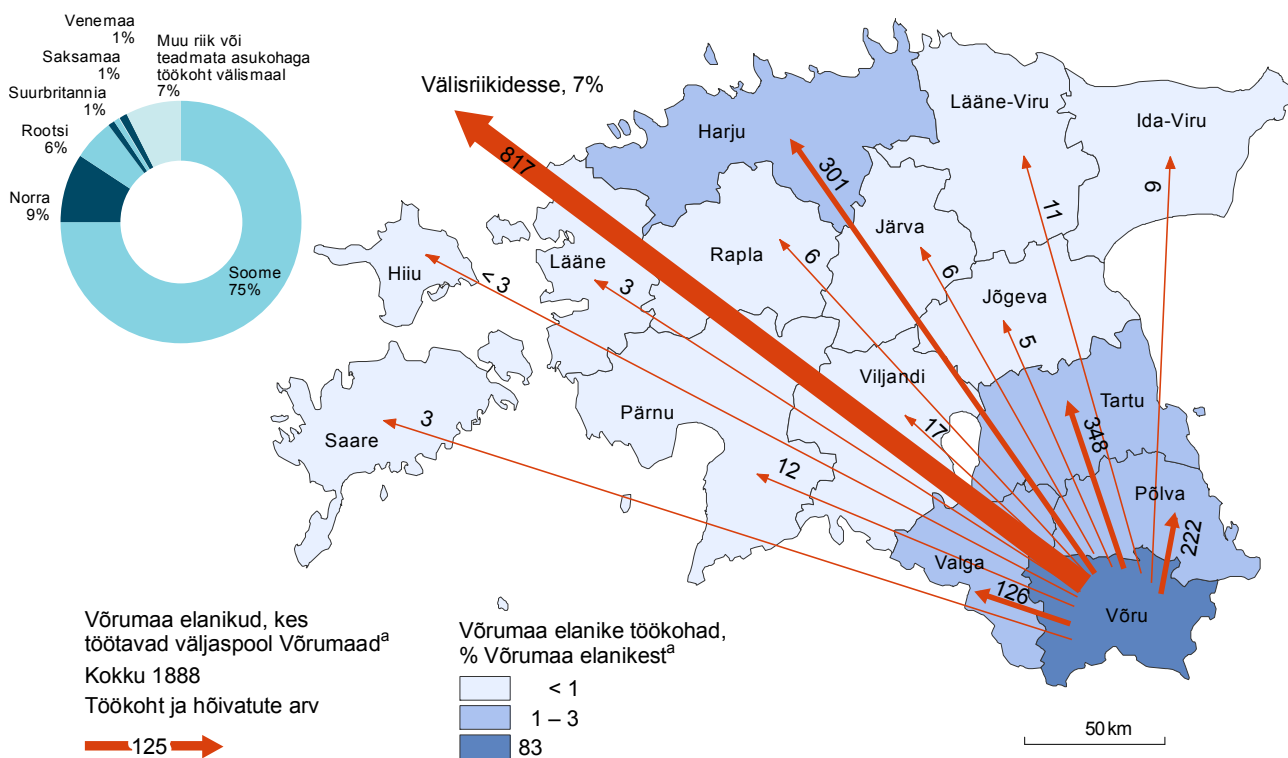 Venemaa
1%
Saksamaa
1%
Suurbritannia
1%
Rootsi
6%
Norra
9%
Muu riik või
teadmata asukohaga
töökoht välismaal
7%
Soome
75%
Välisriikidesse, 7%
817
Harju
301
Lääne-Viru
11
Ida-Viru
6
Hiiu
< 3
Lääne
3
Rapla
6
Järva
6
Jõgeva
5
Saare
3
Pärnu
12
Viljandi
17
Tartu
348
Põlva
222
Valga
126
Võru
Võrumaa elanikud, kes
töötavad väljaspool Võrumaadª
Kokku 1888
Töökoht ja hõivatute arv
125
Võrumaa elanike töökohad,
% Võrumaa elanikestª
< 1
1 – 3
83
50 km